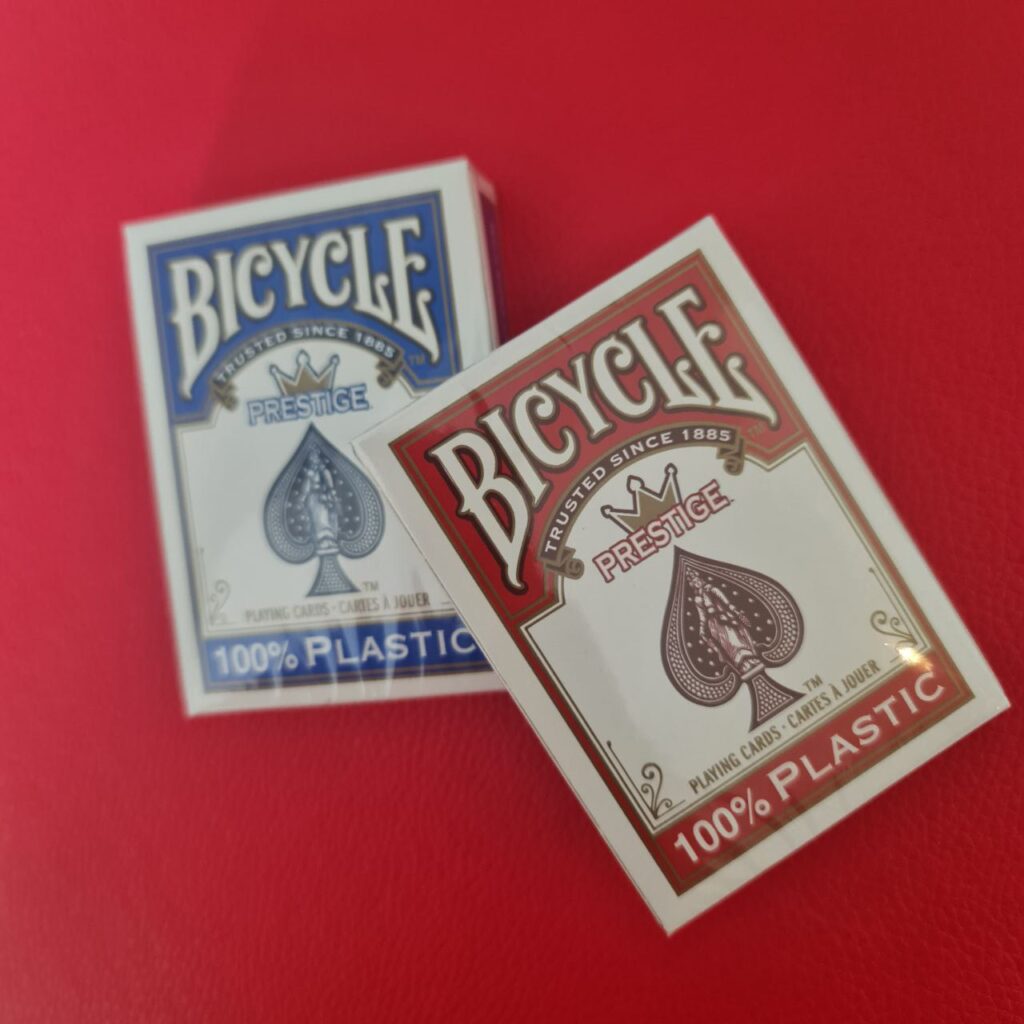 BICYCLE
TRUSTED SINCE 1885
TM
PRESTIGE
TM
PLAYING CARDS - CARTES À JOUER
100% PLASTIC
BICYCLE
TM
TRUSTED SINCE 1885
PRESTIGE
TM
PLAYING CARDS - CARTES À JOUER
100% PLASTIC